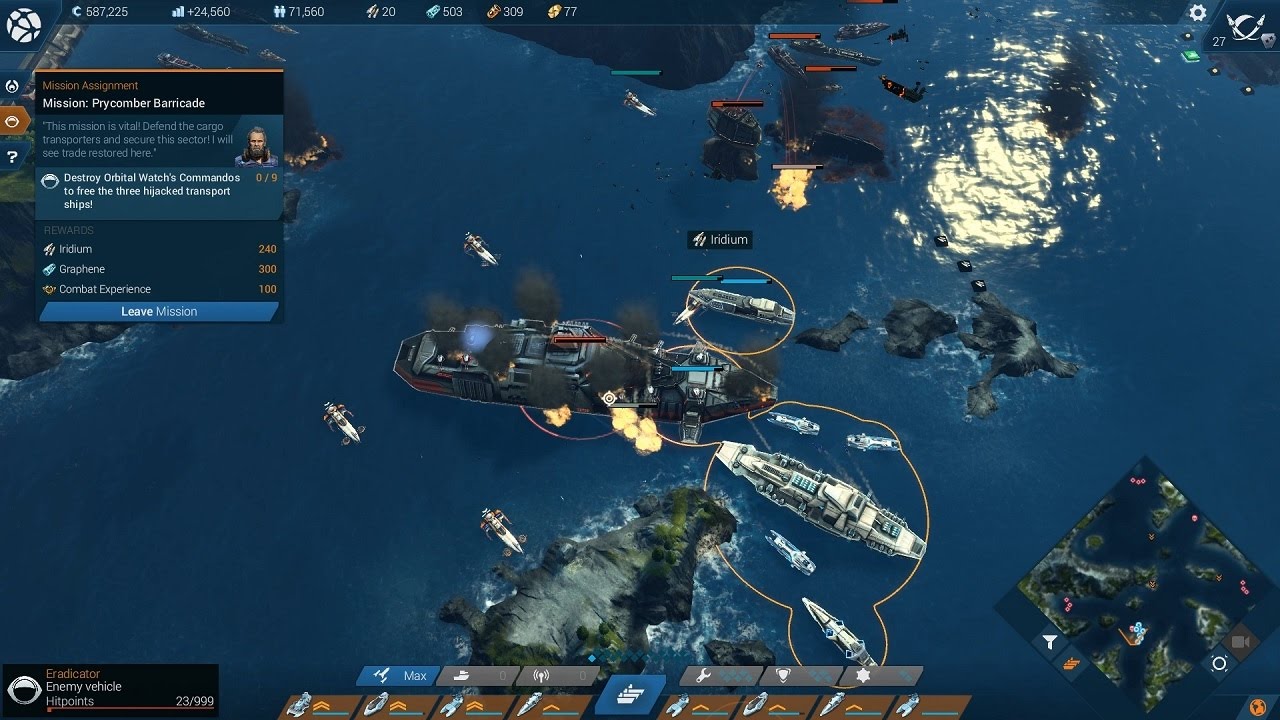 587,225 +24,560 71,560 20 503 309 77
27
Mission Assignment
Mission: Prycomber Barricade
"This mission is vital! Defend the cargo
transporters and secure this sector! I will
see trade restored here."
Destroy Orbital Watch's Commandos 0 / 9
to free the three hijacked transport
ships!
REWARDS
Iridium 240
Graphene 300
Combat Experience 100
Leave Mission
Iridium
?
Eradicator
Enemy vehicle
Hitpoints 23/999
Max 0 0